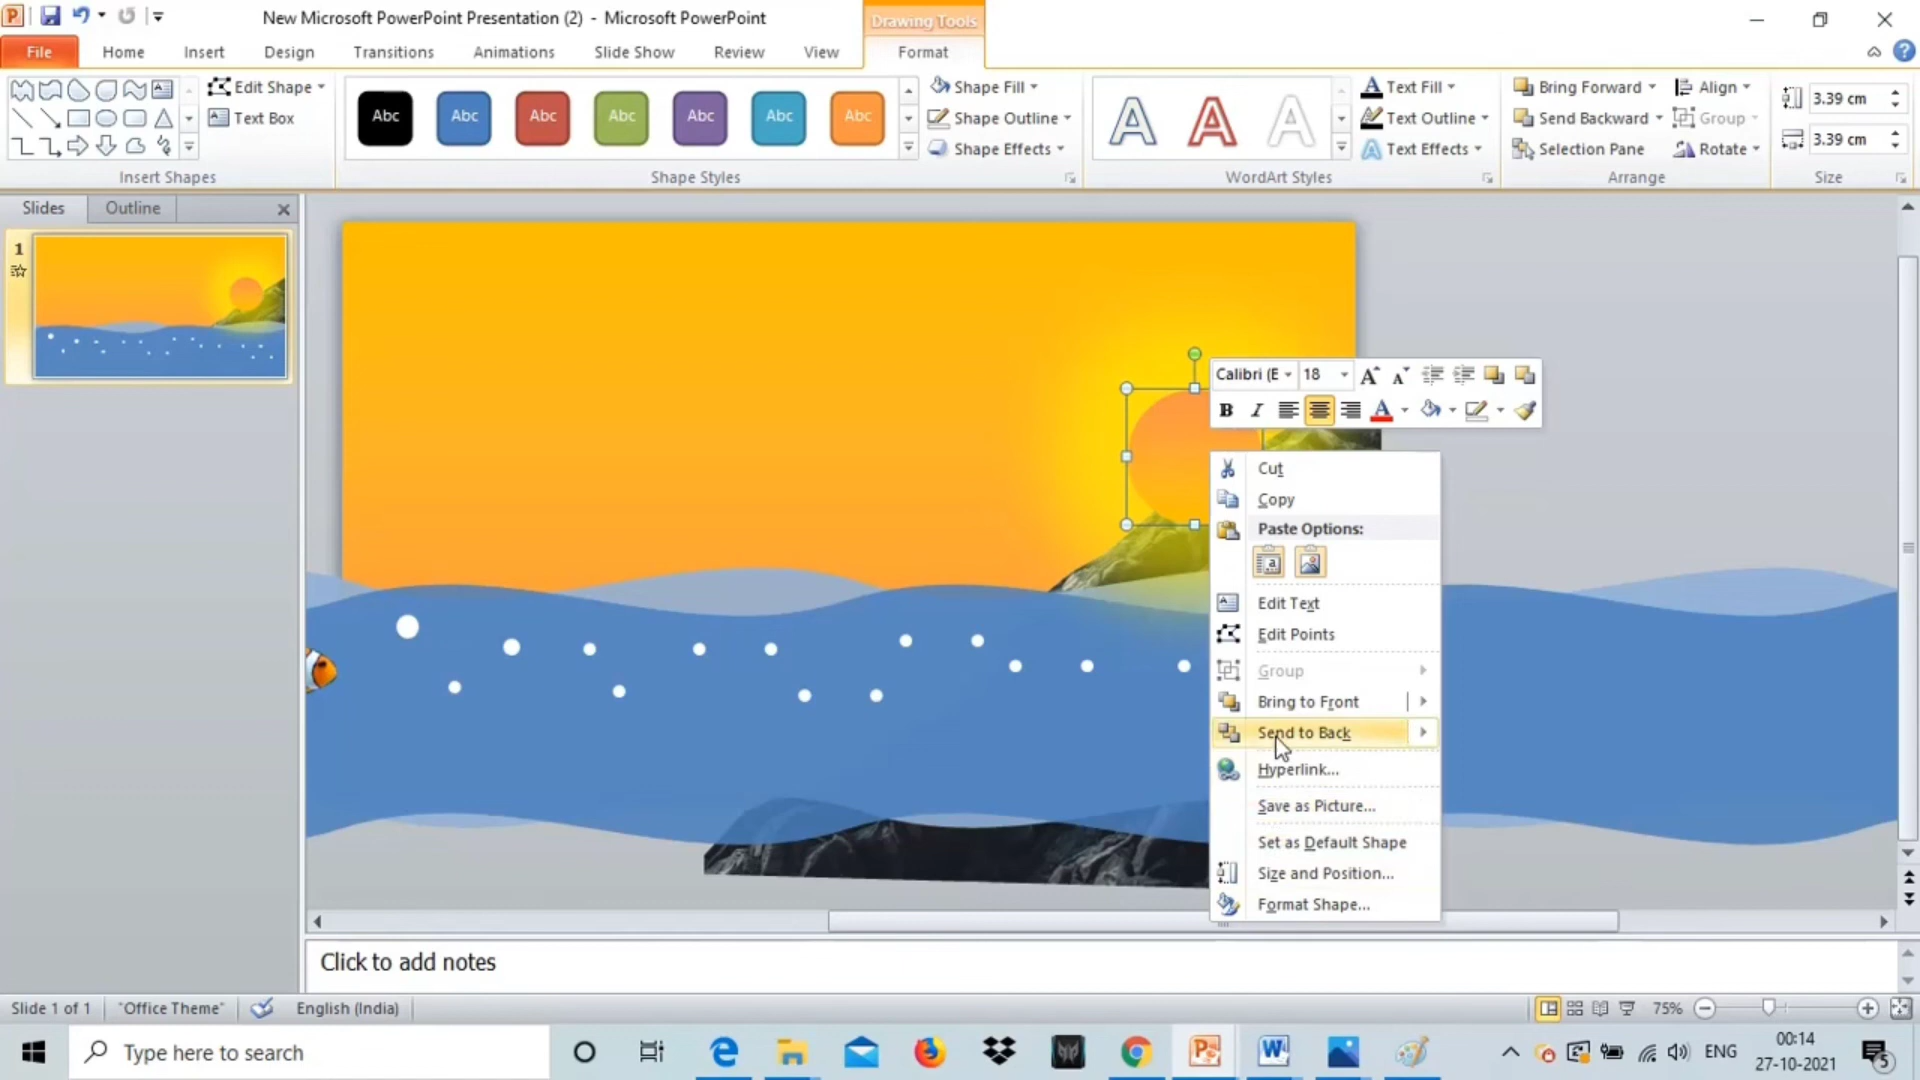 New Microsoft PowerPoint Presentation (2) - Microsoft PowerPoint
Drawing Tools
File Home Insert Design Transitions Animations Slide Show Review View Format
Edit Shape
Text Box
Insert Shapes
Abc Abc Abc Abc Abc Abc Abc
Shape Fill
Shape Outline
Shape Effects
Shape Styles
A A A
Text Fill
Text Outline
Text Effects
WordArt Styles
Bring Forward
Send Backward
Selection Pane
Align
Group
Rotate
Arrange
3.39 cm
3.39 cm
Size
Slides Outline
1
Calibri (E 18
B I
Cut
Copy
Paste Options:
Edit Text
Edit Points
Group
Bring to Front
Send to Back
Hyperlink...
Save as Picture...
Set as Default Shape
Size and Position...
Format Shape...
Click to add notes
Slide 1 of 1 "Office Theme" English (India) 75%
Type here to search
ENG
00:14
27-10-2021
5